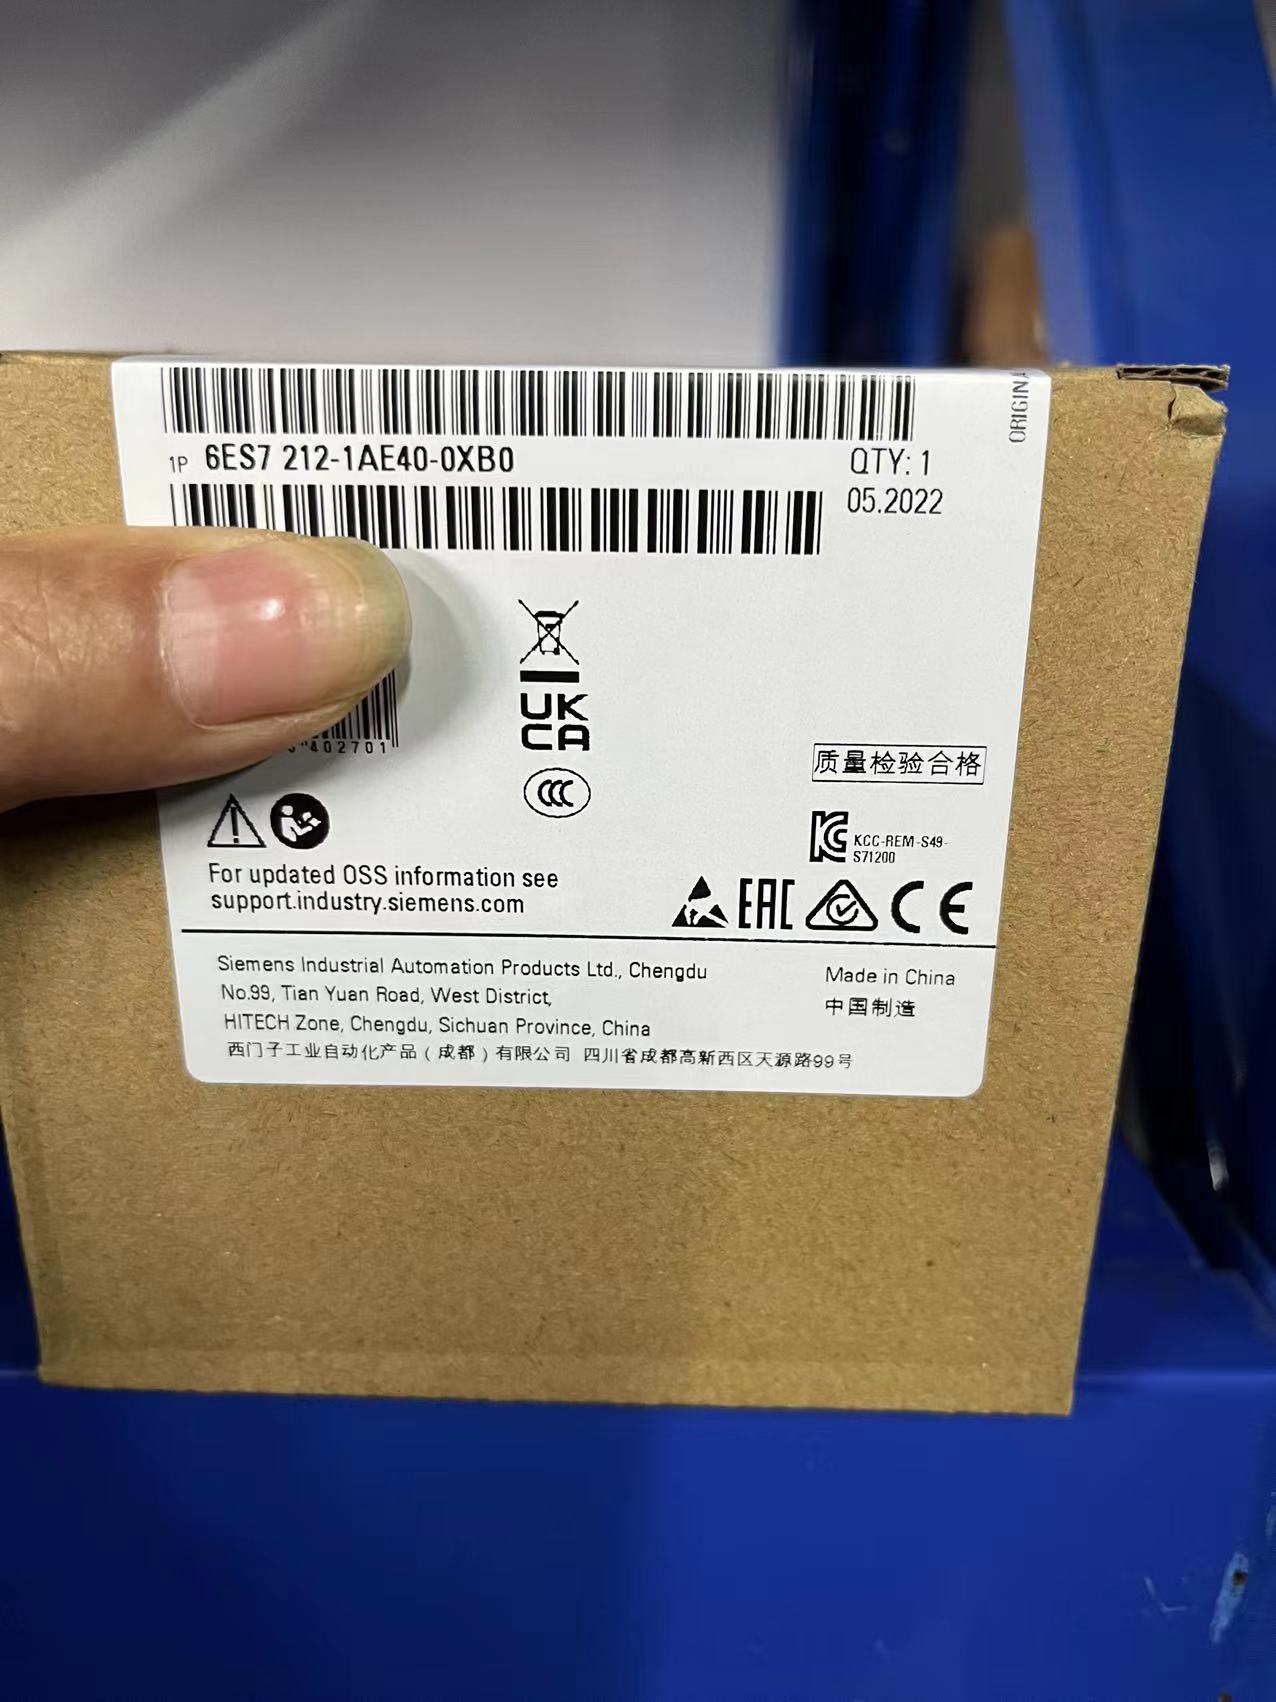 ORIGINA
1P 6ES7 212-1AE40-0XB0
QTY: 1
05.2022
402701
UK
CA
CCC
质量检验合格
KCC-REM-S49-
S71200
For updated OSS information see
support.industry.siemens.com
EAC
CE
Siemens Industrial Automation Products Ltd., Chengdu
No.99, Tian Yuan Road, West District,
HITECH Zone, Chengdu, Sichuan Province, China
西门子工业自动化产品(成都)有限公司 四川省成都高新西区天源路99号
Made in China
中国制造